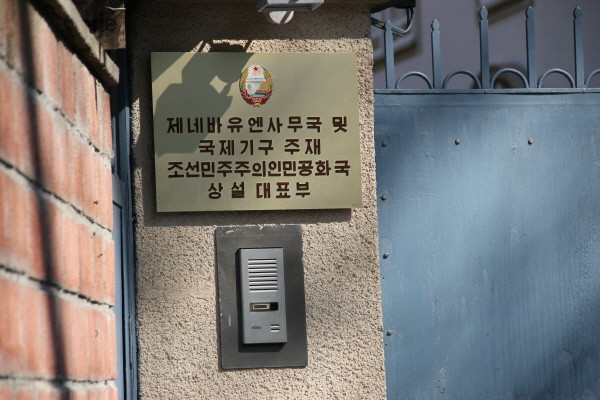 제네바유엔사무국 및
국제기구 주재
조선민주주의인민공화국
상설 대표부